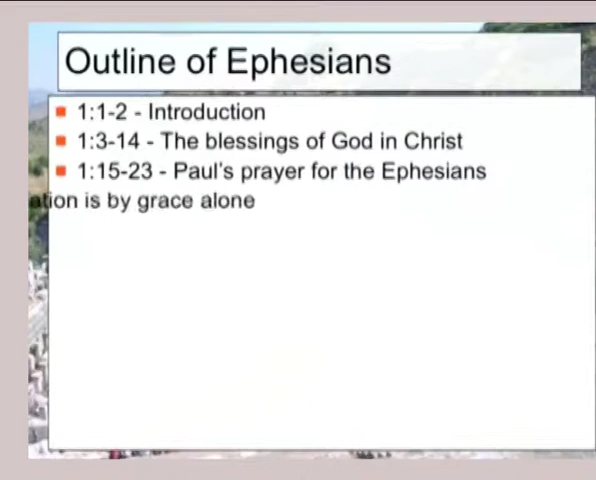 Outline of Ephesians
1:1-2 - Introduction
1:3-14 - The blessings of God in Christ
1:15-23 - Paul's prayer for the Ephesians
ation is by grace alone